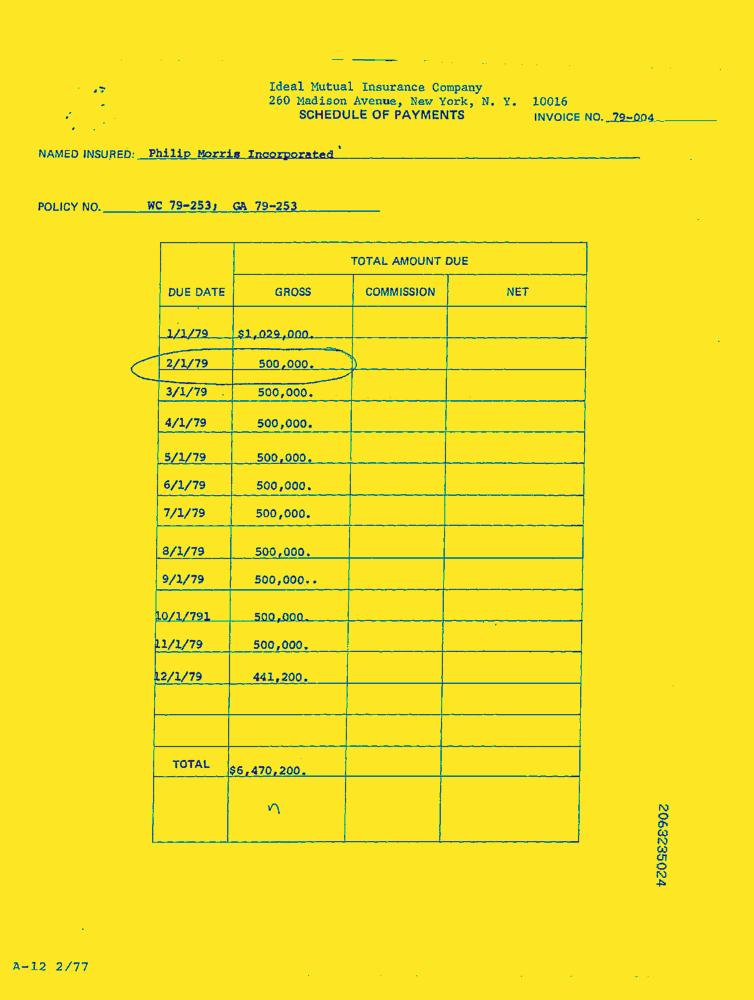 Ideal Mutual Insurance Company
260 Madison Avenue, New York, N. Y. 10016
SCHEDULE OF PAYMENTS
INVOICE NO. 79-004
NAMED INSURED: Philip Morris Incorporated
POLICY NO. WC 79-253; GA 79-253
TOTAL AMOUNT DUE
DUE DATE GROSS COMMISSION NET
1/1/79 $1,029,000.
2/1/79 500,000.
3/1/79 500,000.
4/1/79 500,000.
5/1/79 500,000.
6/1/79 500,000.
7/1/79 500,000.
8/1/79 500,000.
9/1/79 500,000..
10/1/791 500,000.
11/1/79 500,000.
12/1/79 441,200.
TOTAL $6,470,200.
2063235024
A-12 2/77